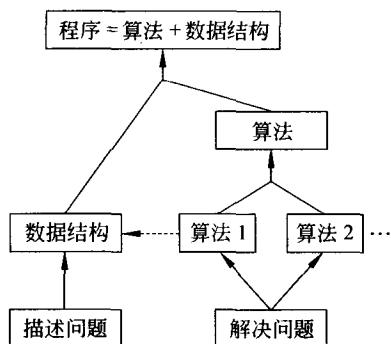 程序=算法+数据结构
算法
数据结构
算法 1
算法 2
…
描述问题
解决问题